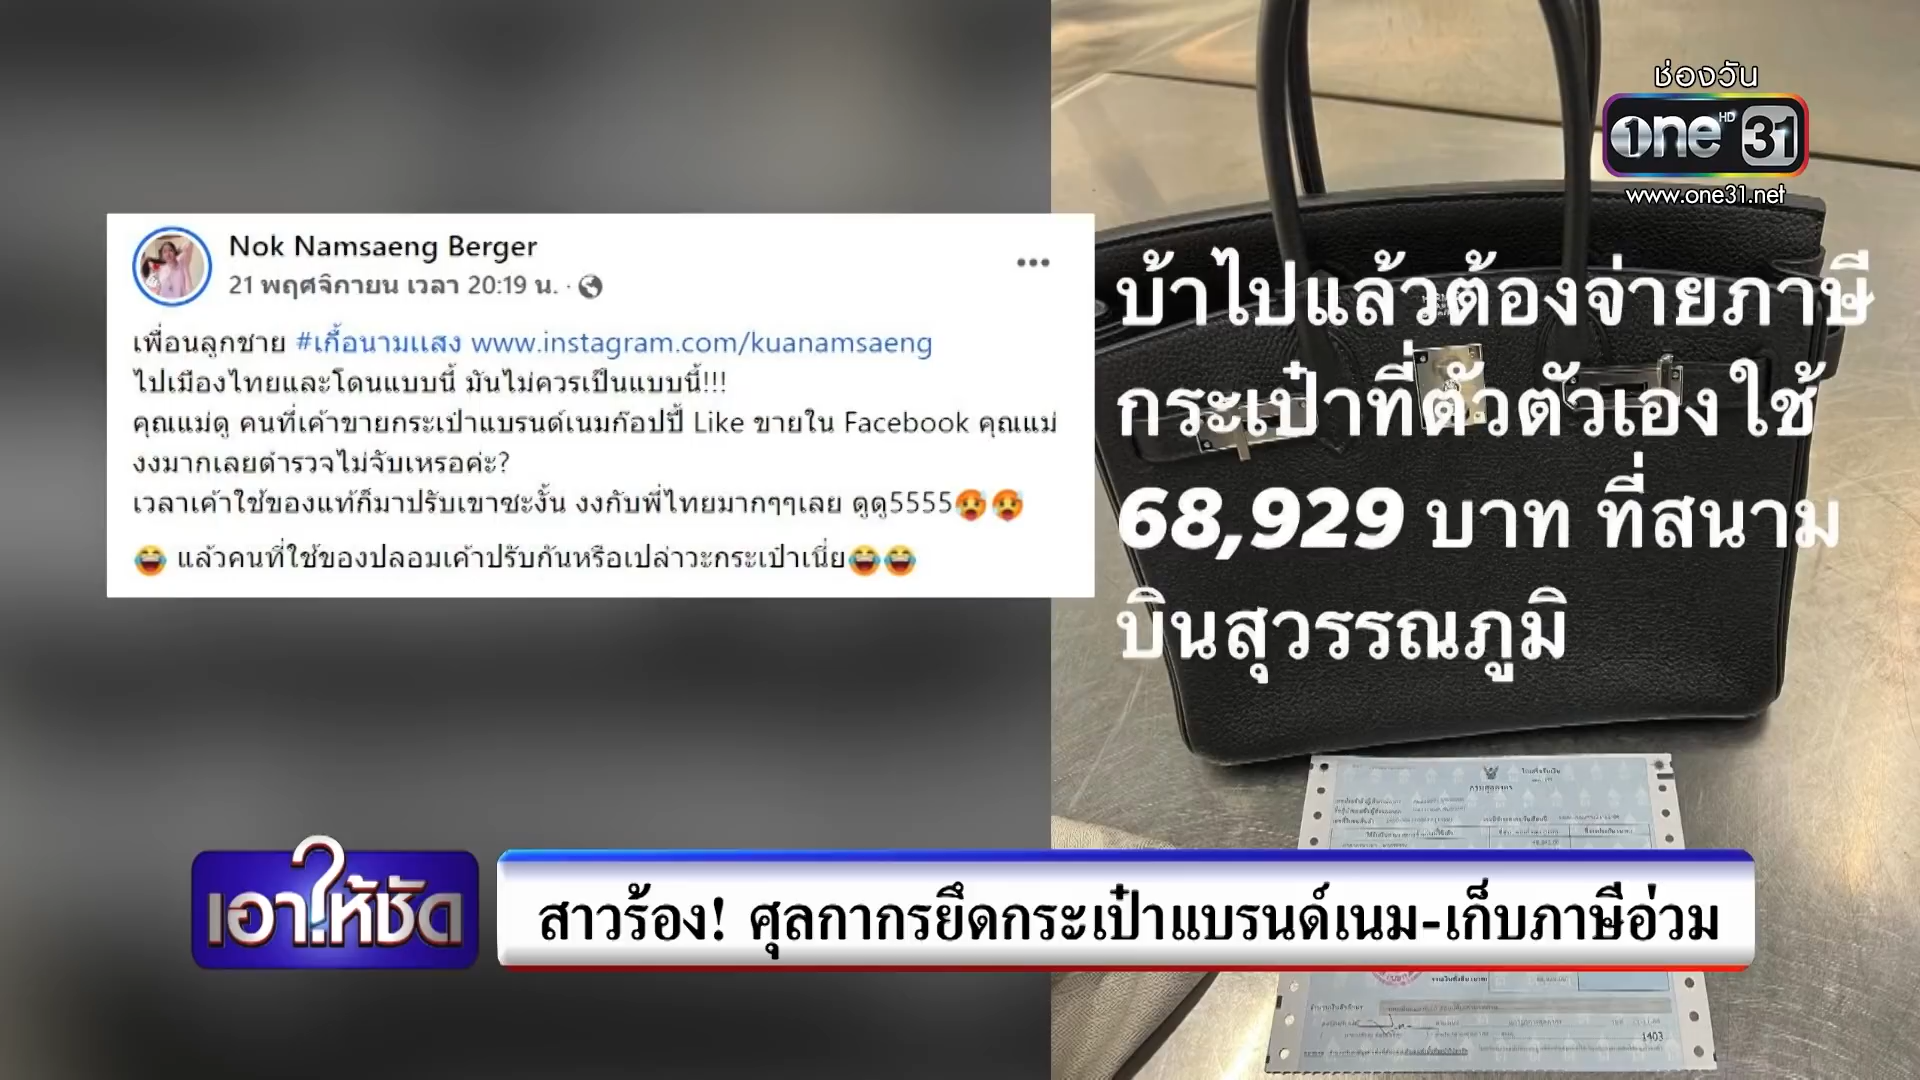 ช่องวัน
one HD 31
www.one31.net
Nok Namsaeng Berger
21 พฤศจิกายน เวลา 20:19 น. ·
เพื่อนลูกชาย #เกื้อนามแสง www.instagram.com/kuanamsaeng
ไปเมืองไทยและโดนแบบนี้ มันไม่ควรเป็นแบบนี้!!!
คุณแม่ดู คนที่เค้าขายกระเป๋าแบรนด์เนมก๊อปปี้ Like ขายใน Facebook คุณแม่
งงมากเลยตำรวจไม่จับเหรอค่ะ?
เวลาเค้าใช้ของแท้ก็มาปรับเขาซะงั้น งงกับพี่ไทยมากๆๆเลย ดูดู5555🥵🥵
😂 แล้วคนที่ใช้ของปลอมเค้าปรับกันหรือเปล่าวะกระเป๋าเนี่ย😂😂
บ้าไปแล้วต้องจ่ายภาษี
กระเป๋าที่ตัวตัวเองใช้
68,929 บาท ที่สนาม
บินสุวรรณภูมิ
กรมศุลกากร
1403
เอาให้ชัด
สาวร้อง! ศุลกากรยึดกระเป๋าแบรนด์เนม-เก็บภาษีอ่วม